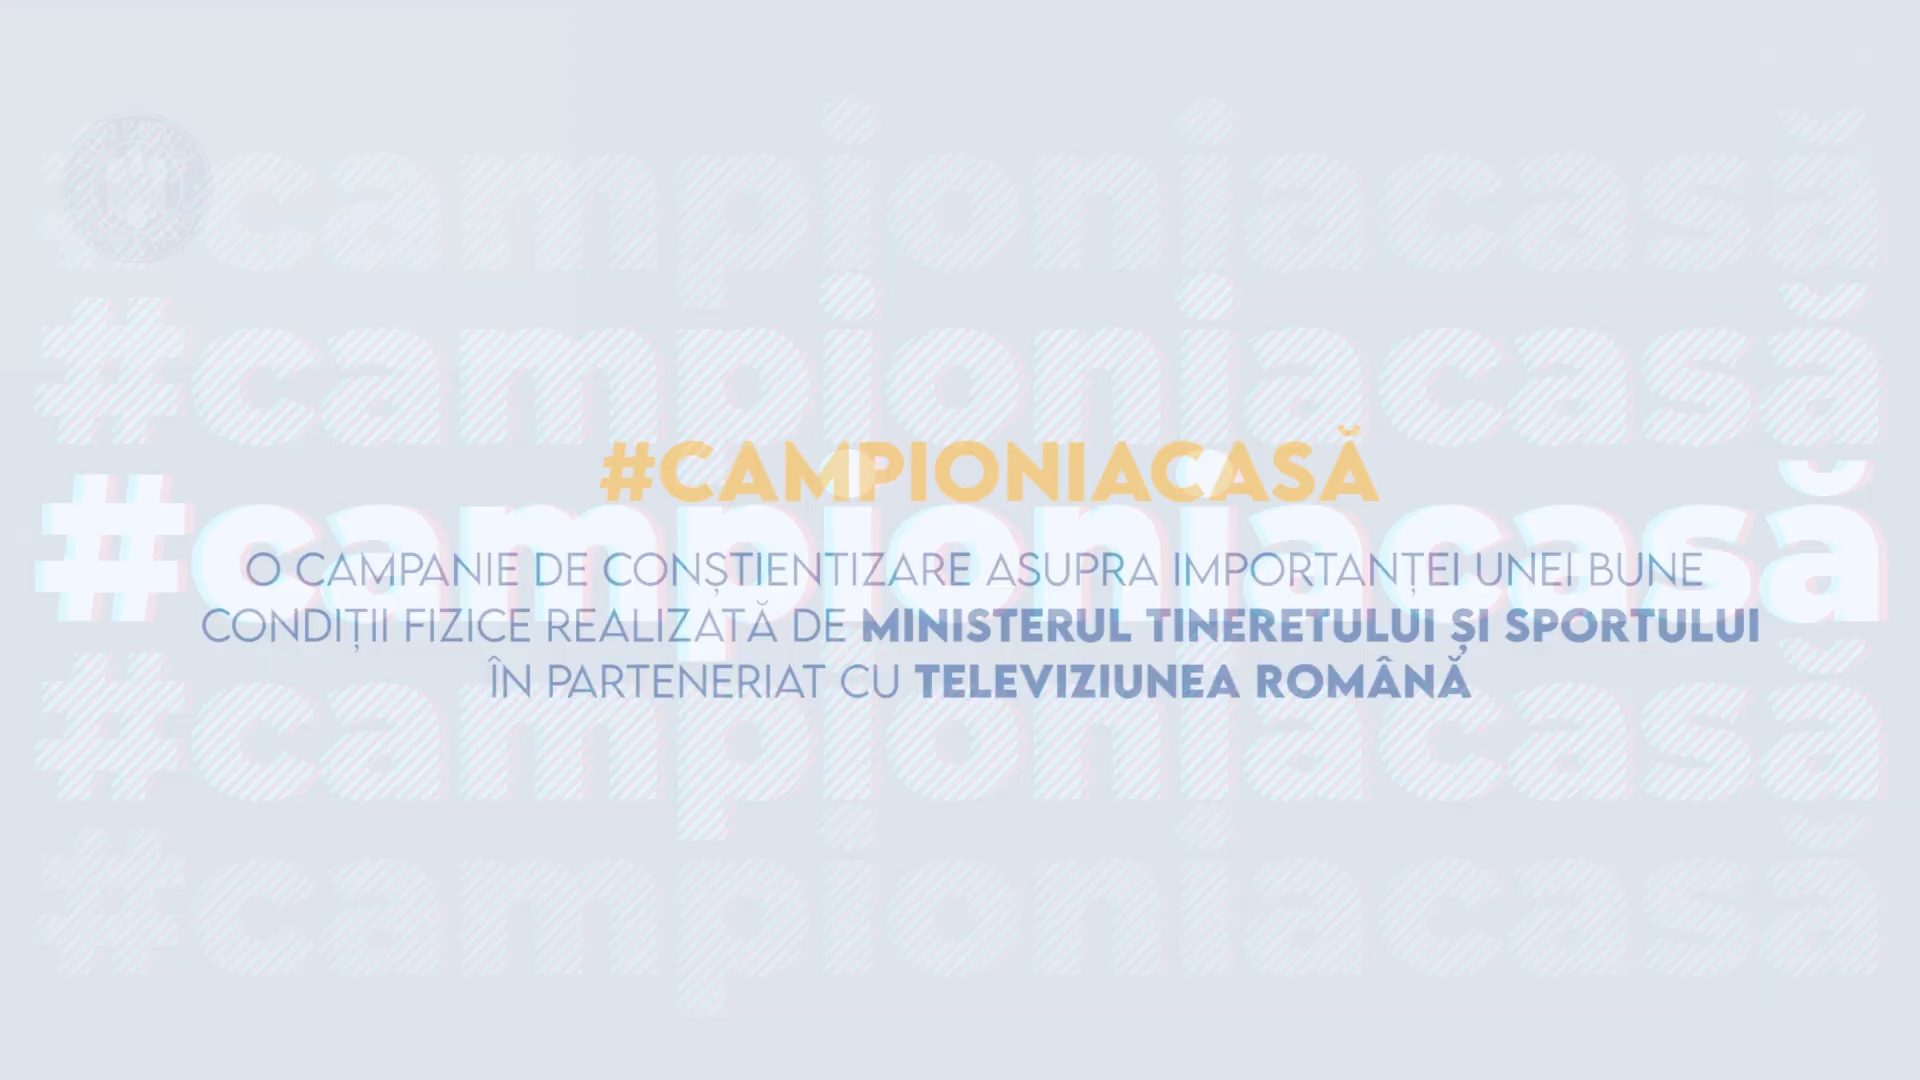 #campioniacasă
#campioniacasă
#CAMPIONIACASĂ
#campioniacasă
O CAMPANIE DE CONȘTIENTIZARE ASUPRA IMPORTANȚEI UNEI BUNE
CONDIȚII FIZICE REALIZATĂ DE MINISTERUL TINERETULUI ȘI SPORTULUI
ÎN PARTENERIAT CU TELEVIZIUNEA ROMÂNĂ
#campioniacasă
#campioniacasă